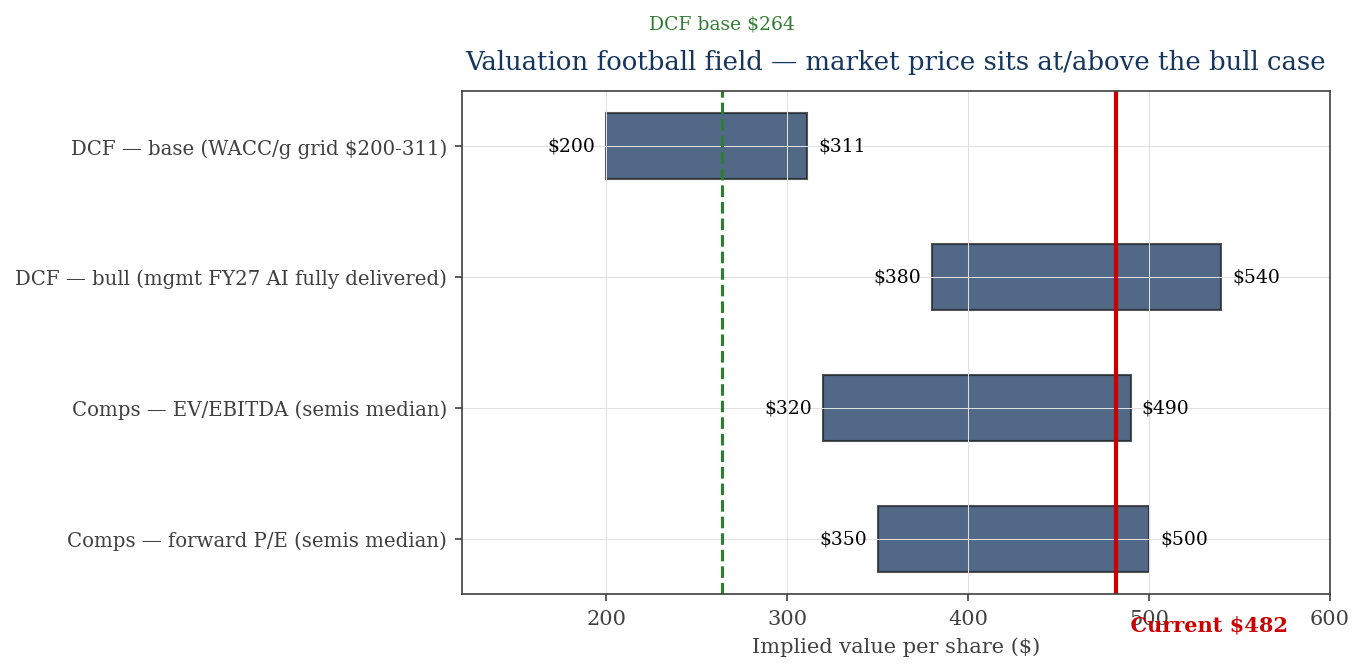 DCF base $264
Valuation football field — market price sits at/above the bull case
DCF — base (WACC/g grid $200-311)
$200
$311
DCF — bull (mgmt FY27 AI fully delivered)
$380
$540
Comps — EV/EBITDA (semis median)
$320
$490
Comps — forward P/E (semis median)
$350
$500
200
300
400
500
600
Current $482
Implied value per share ($)